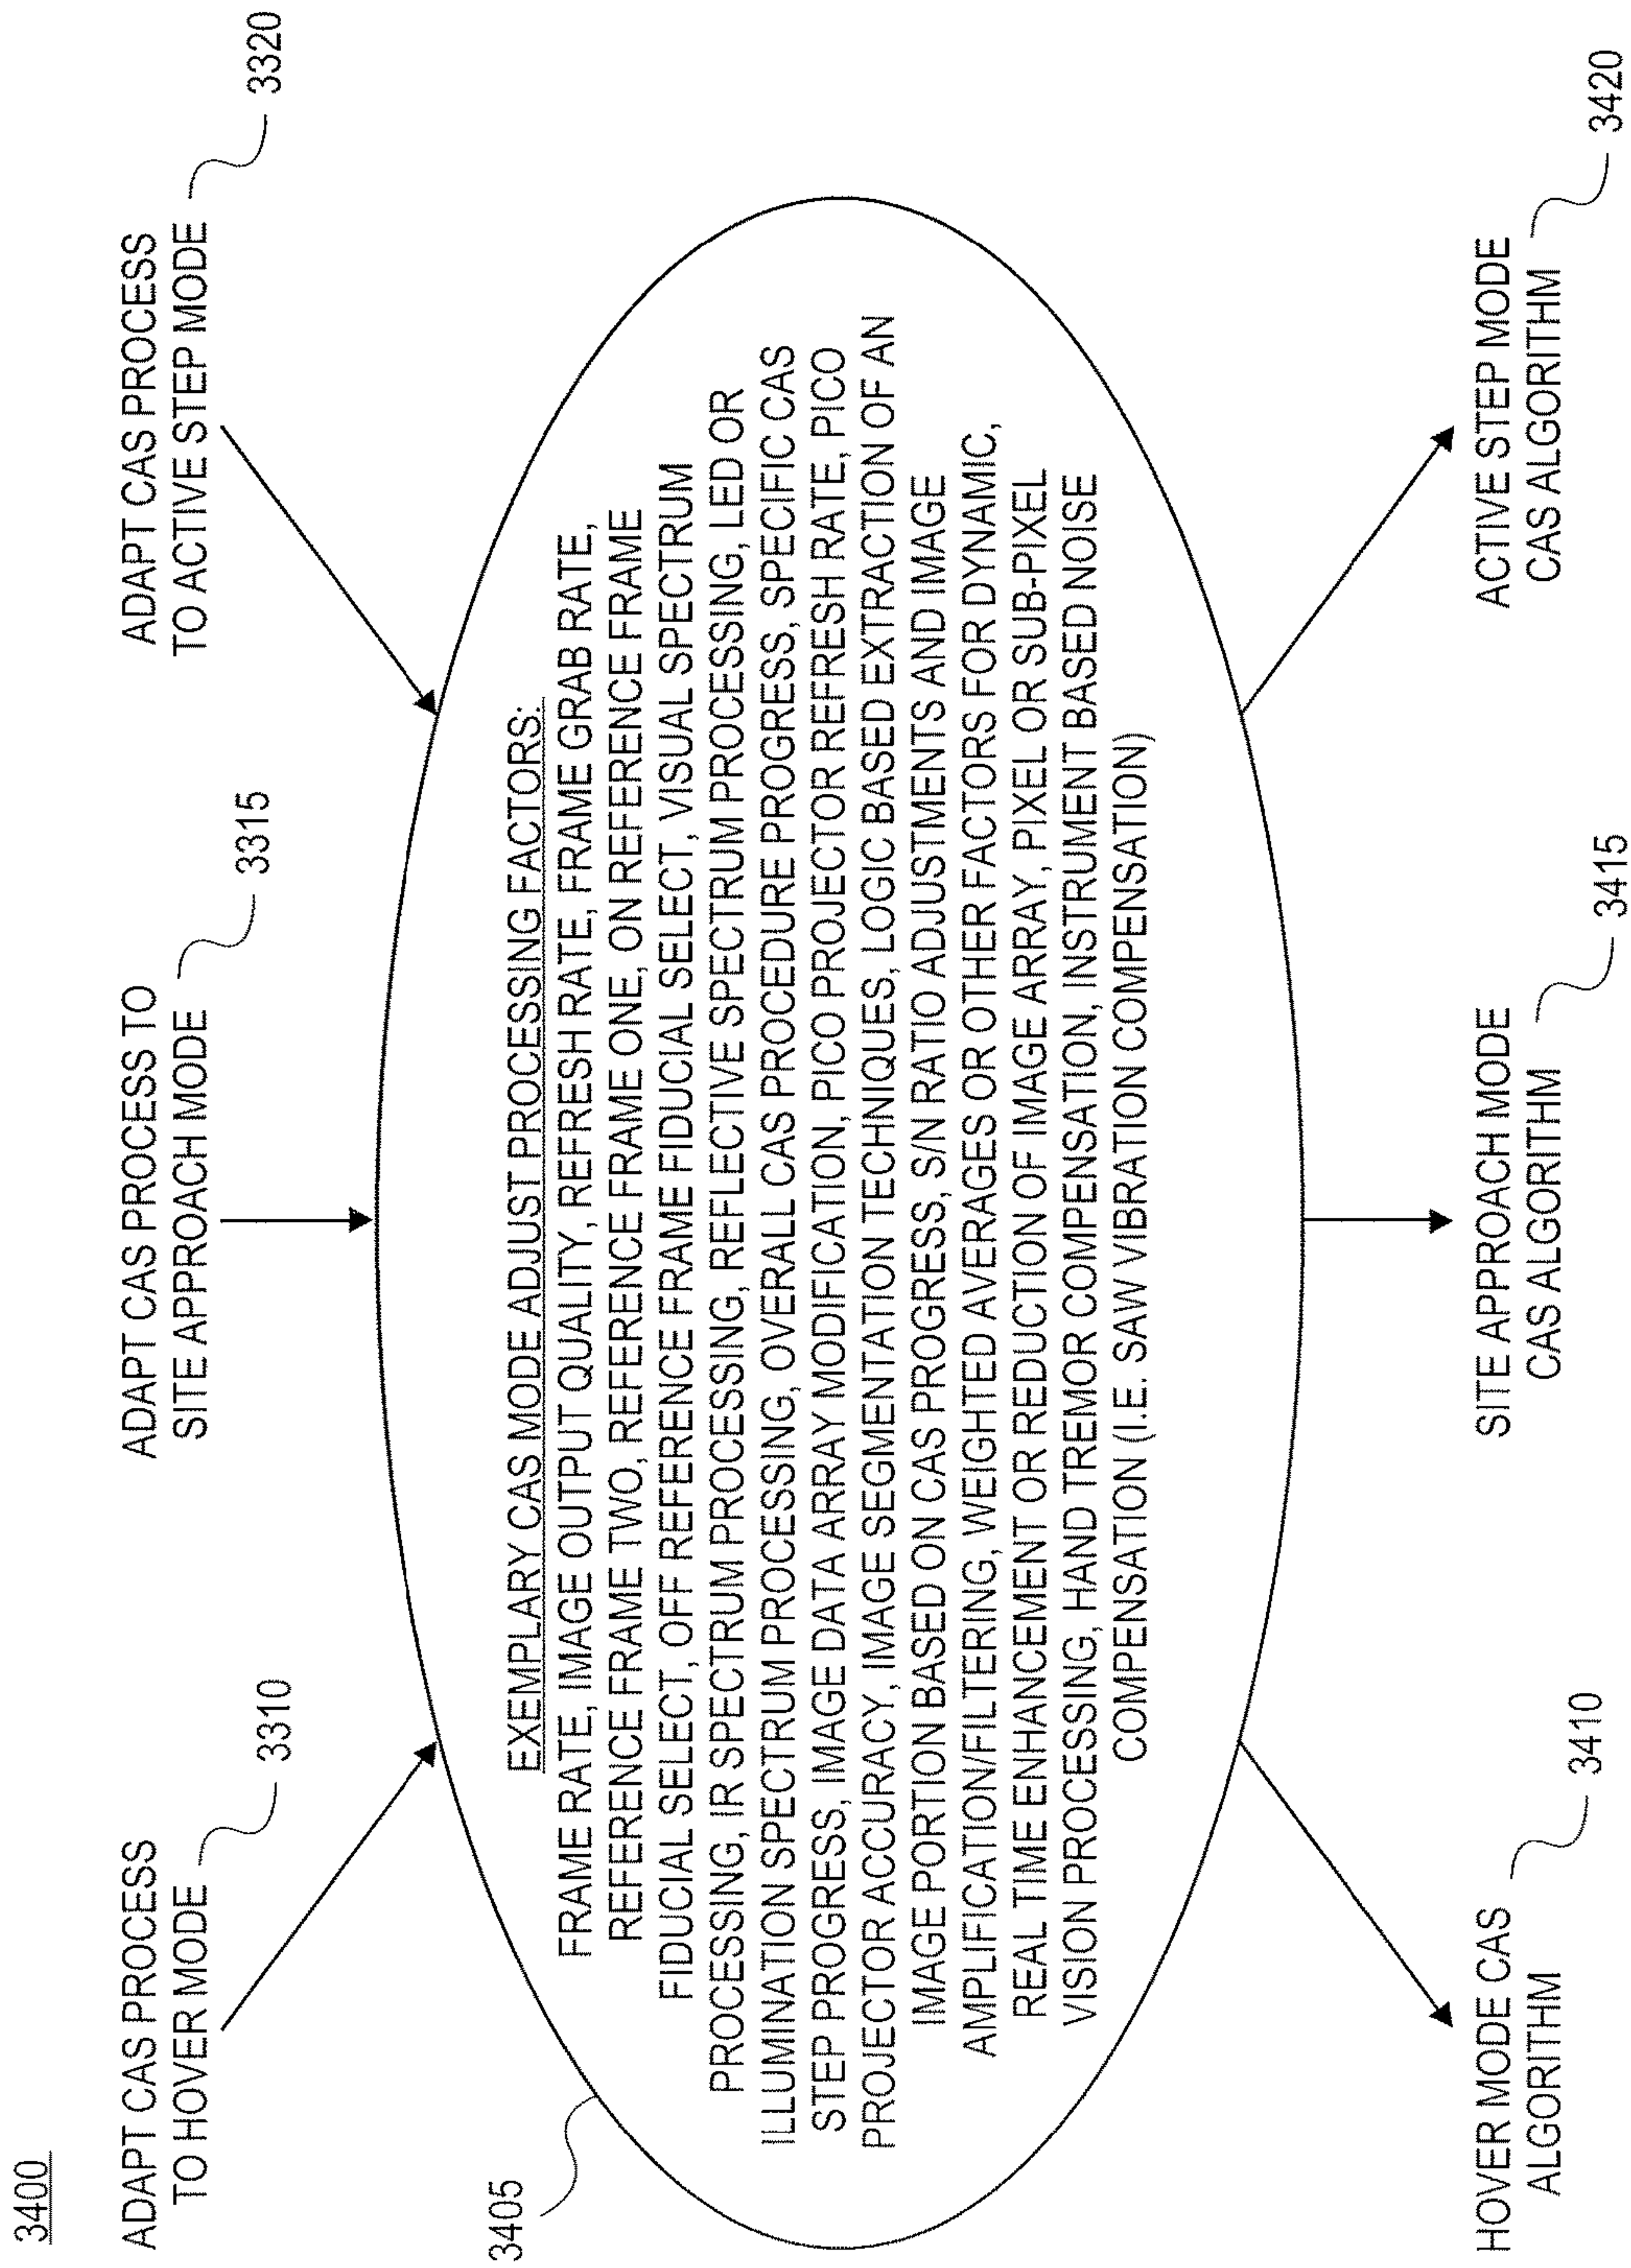 3400
ADAPT CAS PROCESS
TO HOVER MODE
3310
ADAPT CAS PROCESS TO
SITE APPROACH MODE
3315
ADAPT CAS PROCESS
TO ACTIVE STEP MODE
3320
3405
EXEMPLARY CAS MODE ADJUST PROCESSING FACTORS:
FRAME RATE, IMAGE OUTPUT QUALITY, REFRESH RATE, FRAME GRAB RATE,
REFERENCE FRAME TWO, REFERENCE FRAME ONE, ON REFERENCE FRAME
FIDUCIAL SELECT, OFF REFERENCE FRAME FIDUCIAL SELECT, VISUAL SPECTRUM
PROCESSING, IR SPECTRUM PROCESSING, REFLECTIVE SPECTRUM PROCESSING, LED OR
ILLUMINATION SPECTRUM PROCESSING, OVERALL CAS PROCEDURE PROGRESS, SPECIFIC CAS
STEP PROGRESS, IMAGE DATA ARRAY MODIFICATION, PICO PROJECTOR REFRESH RATE, PICO
PROJECTOR ACCURACY, IMAGE SEGMENTATION TECHNIQUES, LOGIC BASED EXTRACTION OF AN
IMAGE PORTION BASED ON CAS PROGRESS, S/N RATIO ADJUSTMENTS AND IMAGE
AMPLIFICATION/FILTERING, WEIGHTED AVERAGES OR OTHER FACTORS FOR DYNAMIC,
REAL TIME ENHANCEMENT OR REDUCTION OF IMAGE ARRAY, PIXEL OR SUB-PIXEL
VISION PROCESSING, HAND TREMOR COMPENSATION, INSTRUMENT BASED NOISE
COMPENSATION (I.E. SAW VIBRATION COMPENSATION)
HOVER MODE CAS
ALGORITHM
3410
SITE APPROACH MODE
CAS ALGORITHM
3415
ACTIVE STEP MODE
CAS ALGORITHM
3420